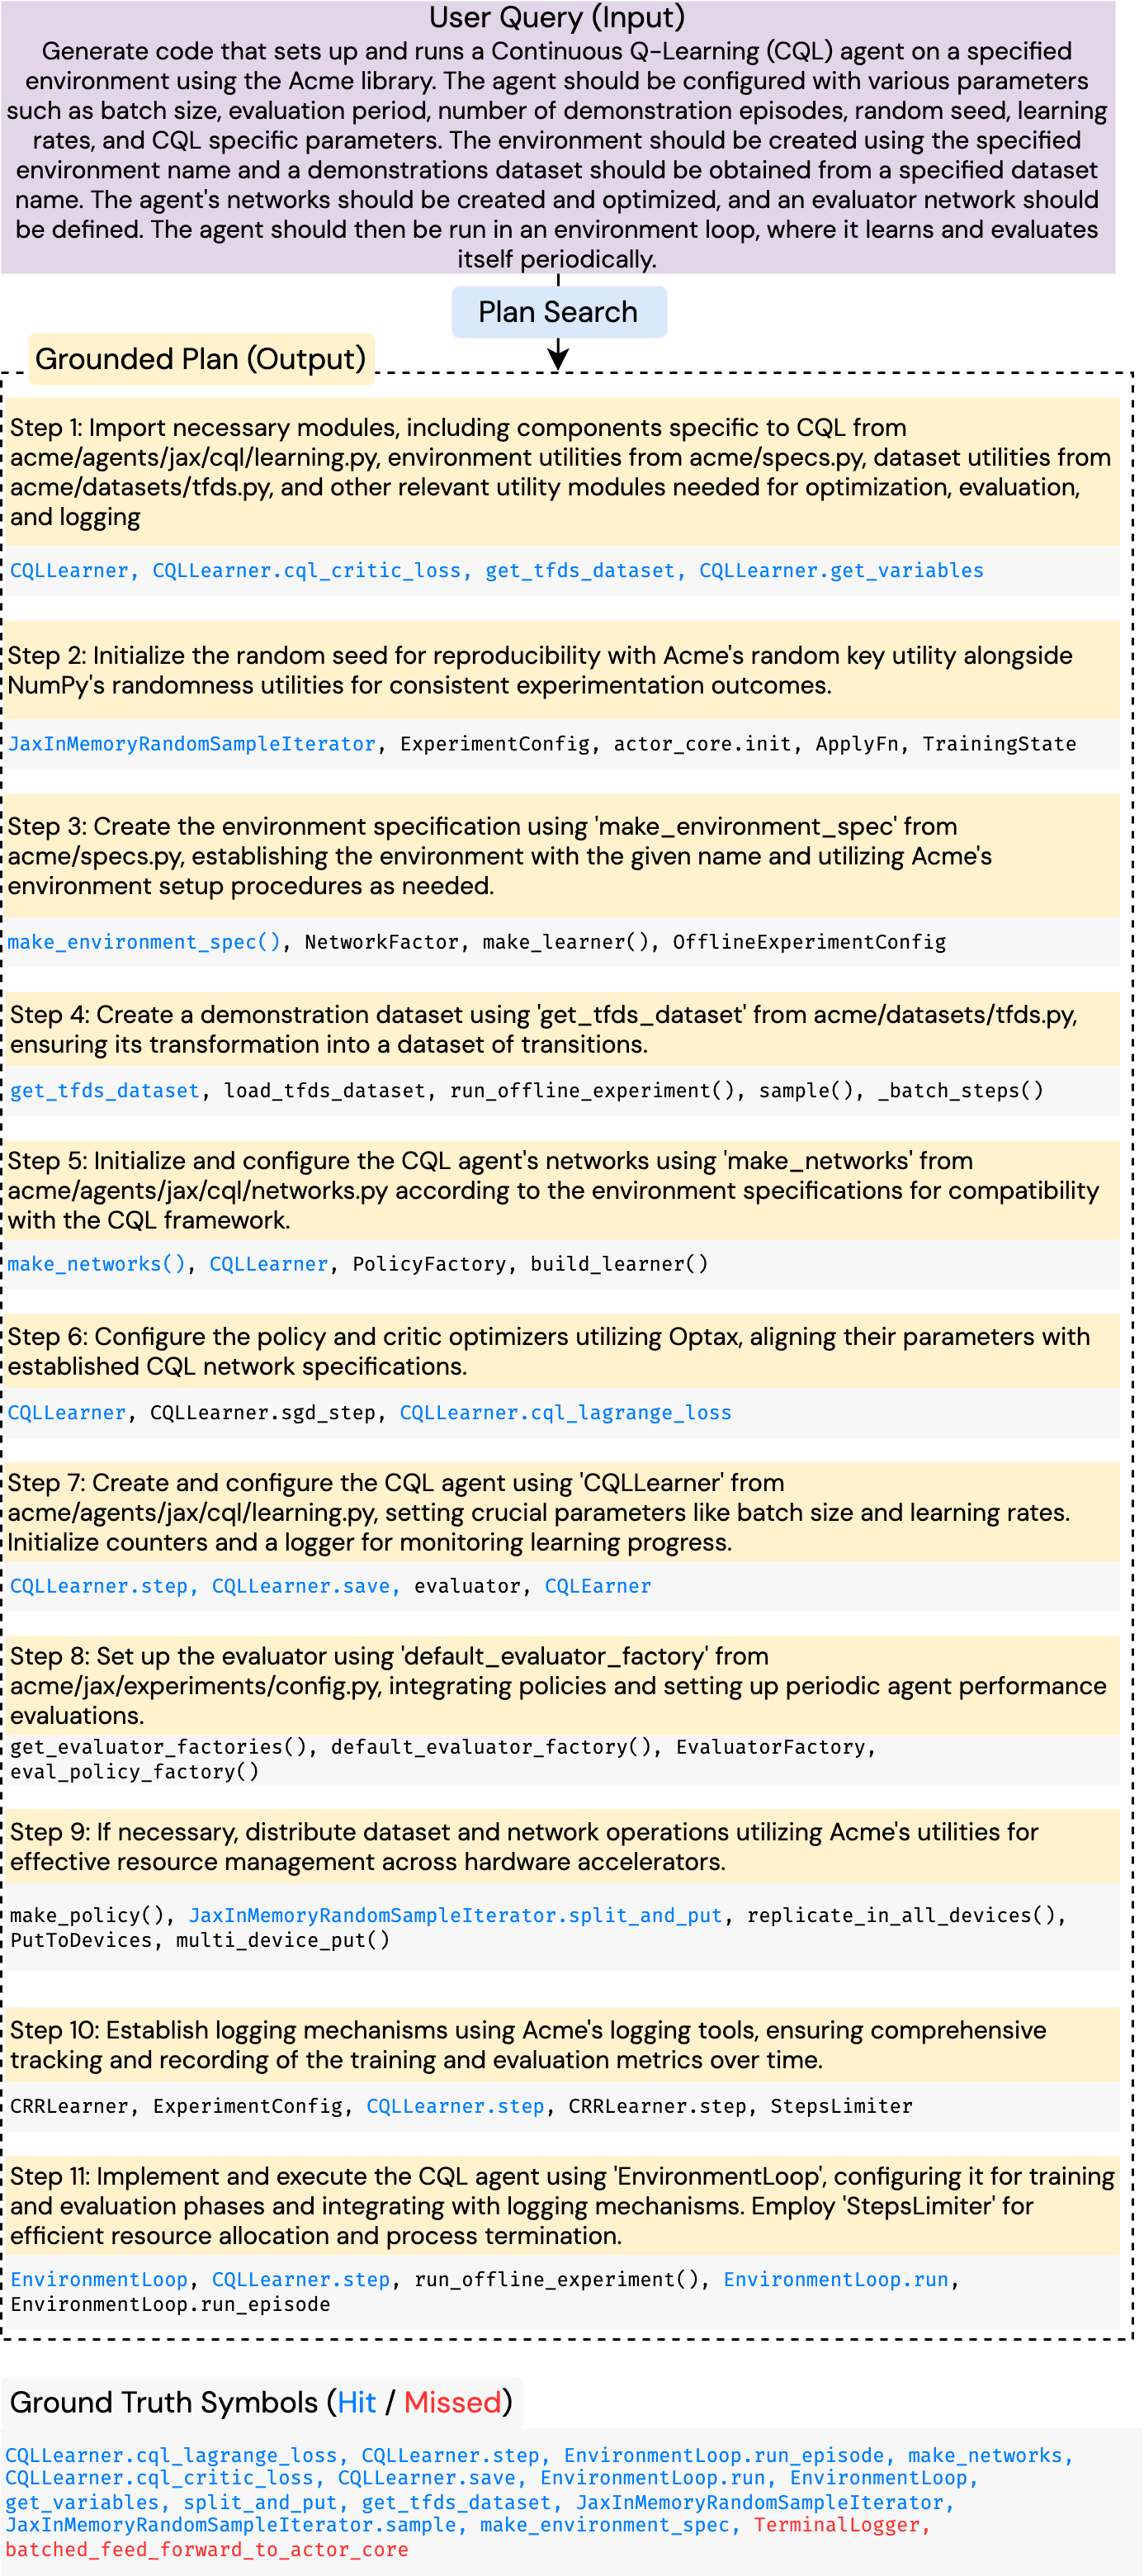 User Query (Input)
Generate code that sets up and runs a Continuous Q-Learning (CQL) agent on a specified
environment using the Acme library. The agent should be configured with various parameters
such as batch size, evaluation period, number of demonstration episodes, random seed, learning
rates, and CQL specific parameters. The environment should be created using the specified
environment name and a demonstrations dataset should be obtained from a specified dataset
name. The agent's networks should be created and optimized, and an evaluator network should
be defined. The agent should then be run in an environment loop, where it learns and evaluates
itself periodically.
Plan Search
Grounded Plan (Output)
Step 1: Import necessary modules, including components specific to CQL from
acme/agents/jax/cql/learning.py, environment utilities from acme/specs.py, dataset utilities from
acme/datasets/tfds.py, and other relevant utility modules needed for optimization, evaluation,
and logging
CQLLearner, CQLLearner.cql_critic_loss, get_tfds_dataset, CQLLearner.get_variables
Step 2: Initialize the random seed for reproducibility with Acme's random key utility alongside
NumPy's randomness utilities for consistent experimentation outcomes.
JaxInMemoryRandomSampleIterator, ExperimentConfig, actor_core.init, ApplyFn, TrainingState
Step 3: Create the environment specification using 'make_environment_spec' from
acme/specs.py, establishing the environment with the given name and utilizing Acme's
environment setup procedures as needed.
make_environment_spec(), NetworkFactor, make_learner(), OfflineExperimentConfig
Step 4: Create a demonstration dataset using 'get_tfds_dataset' from acme/datasets/tfds.py,
ensuring its transformation into a dataset of transitions.
get_tfds_dataset, load_tfds_dataset, run_offline_experiment(), sample(), _batch_steps()
Step 5: Initialize and configure the CQL agent's networks using 'make_networks' from
acme/agents/jax/cql/networks.py according to the environment specifications for compatibility
with the CQL framework.
make_networks(), CQLLearner, PolicyFactory, build_learner()
Step 6: Configure the policy and critic optimizers utilizing Optax, aligning their parameters with
established CQL network specifications.
CQLLearner, CQLLearner.sgd_step, CQLLearner.cql_lagrange_loss
Step 7: Create and configure the CQL agent using 'CQLLearner' from
acme/agents/jax/cql/learning.py, setting crucial parameters like batch size and learning rates.
Initialize counters and a logger for monitoring learning progress.
CQLLearner.step, CQLLearner.save, evaluator, CQLEarner
Step 8: Set up the evaluator using 'default_evaluator_factory' from
acme/jax/experiments/config.py, integrating policies and setting up periodic agent performance
evaluations.
get_evaluator_factories(), default_evaluator_factory(), EvaluatorFactory,
eval_policy_factory()
Step 9: If necessary, distribute dataset and network operations utilizing Acme's utilities for
effective resource management across hardware accelerators.
make_policy(), JaxInMemoryRandomSampleIterator.split_and_put, replicate_in_all_devices(),
PutToDevices, multi_device_put()
Step 10: Establish logging mechanisms using Acme's logging tools, ensuring comprehensive
tracking and recording of the training and evaluation metrics over time.
CRRLearner, ExperimentConfig, CQLLearner.step, CRRLearner.step, StepsLimiter
Step 11: Implement and execute the CQL agent using 'EnvironmentLoop', configuring it for training
and evaluation phases and integrating with logging mechanisms. Employ 'StepsLimiter' for
efficient resource allocation and process termination.
EnvironmentLoop, CQLLearner.step, run_offline_experiment(), EnvironmentLoop.run,
EnvironmentLoop.run_episode
Ground Truth Symbols (Hit / Missed)
CQLLearner.cql_lagrange_loss, CQLLearner.step, EnvironmentLoop.run_episode, make_networks,
CQLLearner.cql_critic_loss, CQLLearner.save, EnvironmentLoop.run, EnvironmentLoop,
get_variables, split_and_put, get_tfds_dataset, JaxInMemoryRandomSampleIterator,
JaxInMemoryRandomSampleIterator.sample, make_environment_spec, TerminalLogger,
batched_feed_forward_to_actor_core